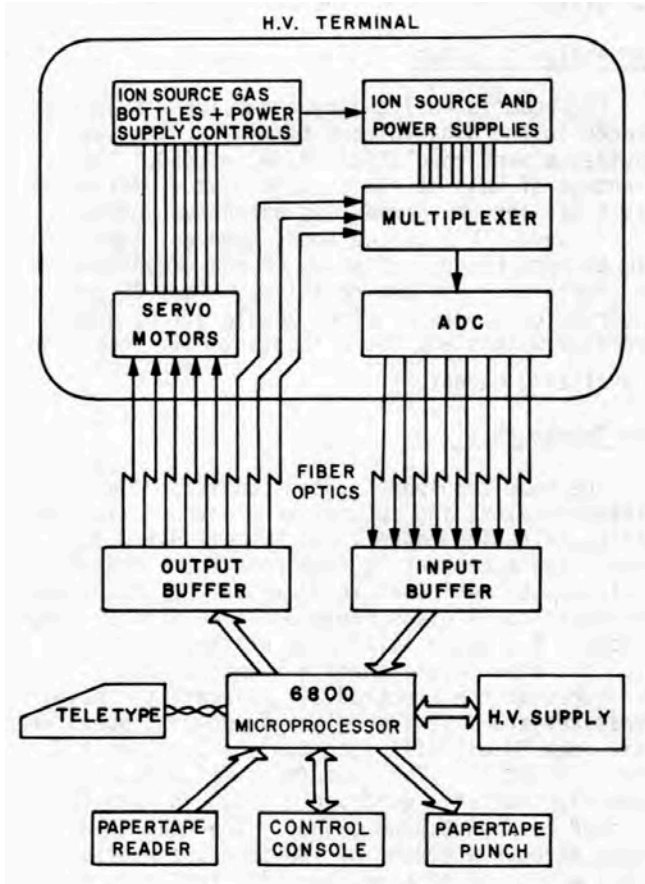 H.V. TERMINAL
ION SOURCE GAS
BOTTLES + POWER
SUPPLY CONTROLS
ION SOURCE AND
POWER SUPPLIES
MULTIPLEXER
SERVO
MOTORS
ADC
FIBER
OPTICS
OUTPUT
BUFFER
INPUT
BUFFER
TELETYPE
6800
MICROPROCESSOR
H.V. SUPPLY
PAPERTAPE
READER
CONTROL
CONSOLE
PAPERTAPE
PUNCH